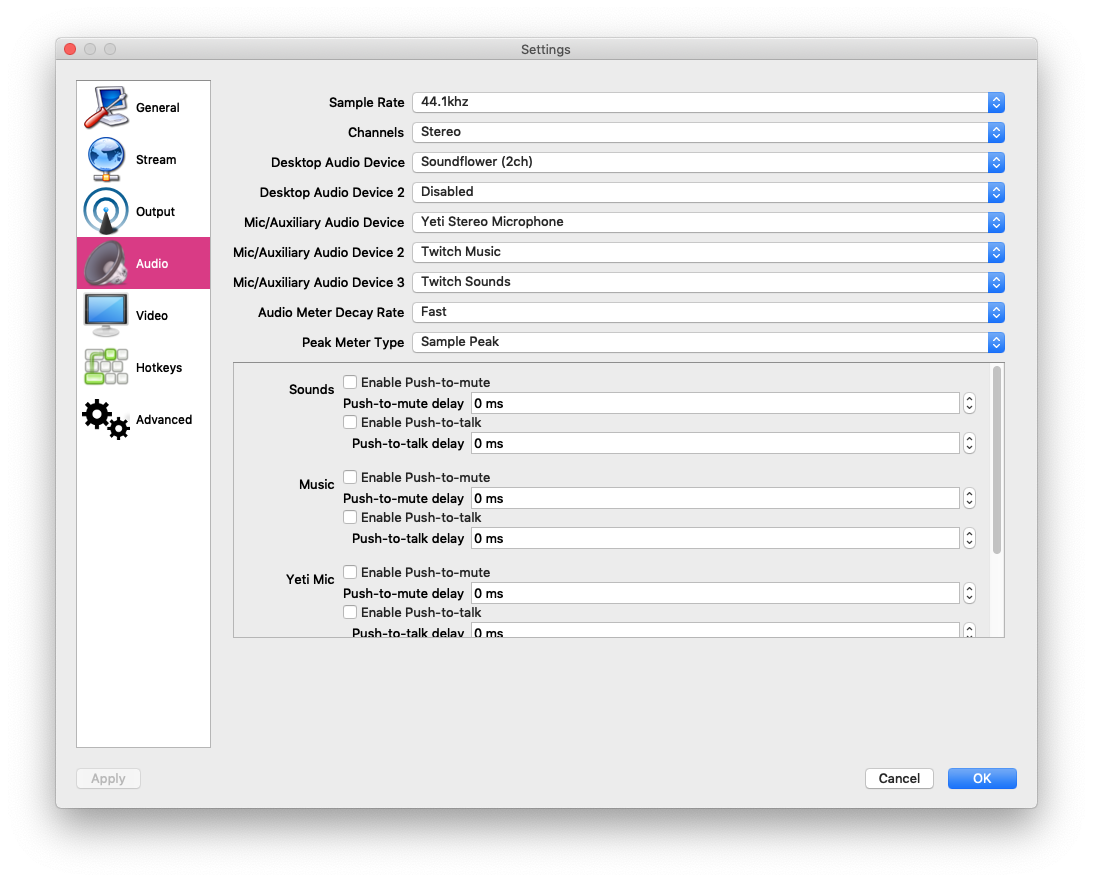 Settings
General
Stream
Output
Audio
Video
Hotkeys
Advanced
Sample Rate 44.1khz
Channels Stereo
Desktop Audio Device Soundflower (2ch)
Desktop Audio Device 2 Disabled
Mic/Auxiliary Audio Device Yeti Stereo Microphone
Mic/Auxiliary Audio Device 2 Twitch Music
Mic/Auxiliary Audio Device 3 Twitch Sounds
Audio Meter Decay Rate Fast
Peak Meter Type Sample Peak
Sounds Enable Push-to-mute
Push-to-mute delay 0 ms
Enable Push-to-talk
Push-to-talk delay 0 ms
Music Enable Push-to-mute
Push-to-mute delay 0 ms
Enable Push-to-talk
Push-to-talk delay 0 ms
Yeti Mic Enable Push-to-mute
Push-to-mute delay 0 ms
Enable Push-to-talk
Push-to-talk delay 0 ms
Apply Cancel OK